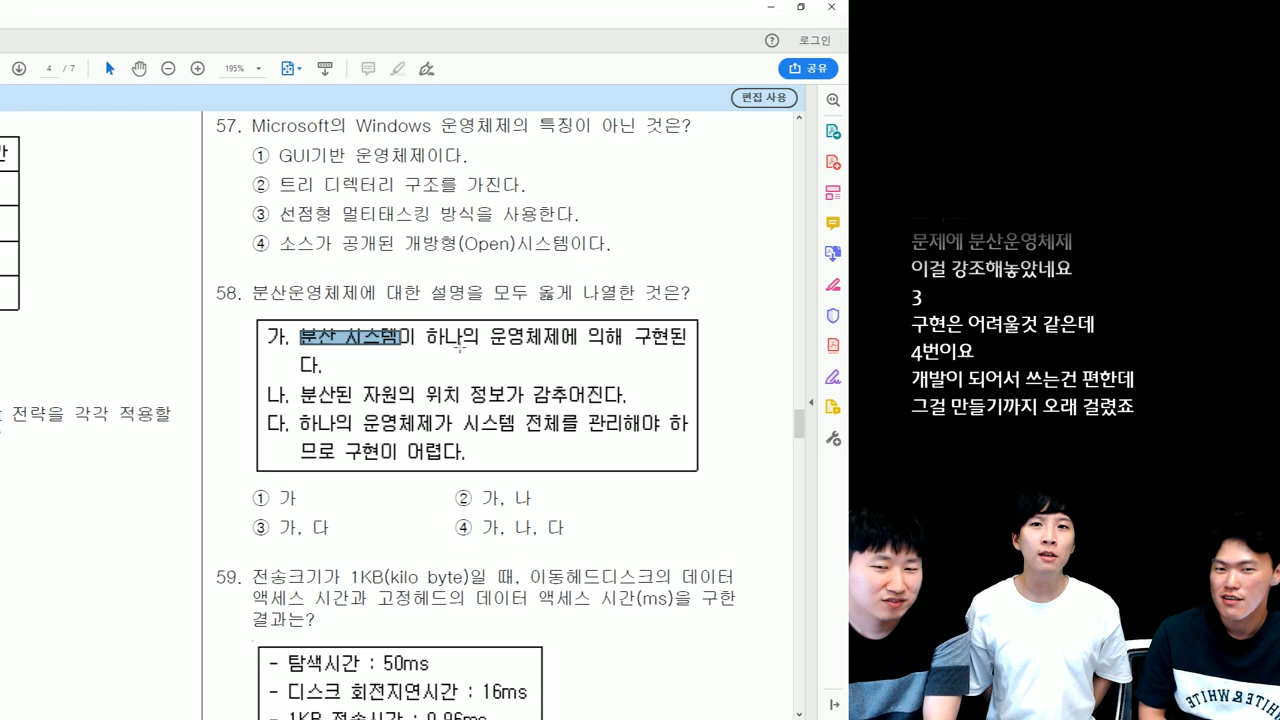 로그인
4 / 7
195%
공유
편집 사용
전략을 각각 적용할
57. Microsoft의 Windows 운영체제의 특징이 아닌 것은?
① GUI기반 운영체제이다.
② 트리 디렉터리 구조를 가진다.
③ 선점형 멀티태스킹 방식을 사용한다.
④ 소스가 공개된 개방형(Open)시스템이다.
58. 분산운영체제에 대한 설명을 모두 옳게 나열한 것은?
가. 분산 시스템이 하나의 운영체제에 의해 구현된
다.
나. 분산된 자원의 위치 정보가 감추어진다.
다. 하나의 운영체제가 시스템 전체를 관리해야 하
므로 구현이 어렵다.
① 가 ② 가, 나
③ 가, 다 ④ 가, 나, 다
59. 전송크기가 1KB(kilo byte)일 때, 이동헤드디스크의 데이터
액세스 시간과 고정헤드의 데이터 액세스 시간(ms)을 구한
결과는?
- 탐색시간 : 50ms
- 디스크 회전지연시간 : 16ms
- 1KB 전송시간 : 0.96ms
문제에 분산운영체제
이걸 강조해놓았네요
3
구현은 어려울것 같은데
4번이요
개발이 되어서 쓰는건 편한데
그걸 만들기까지 오래 걸렸죠
WHITE&WHITE